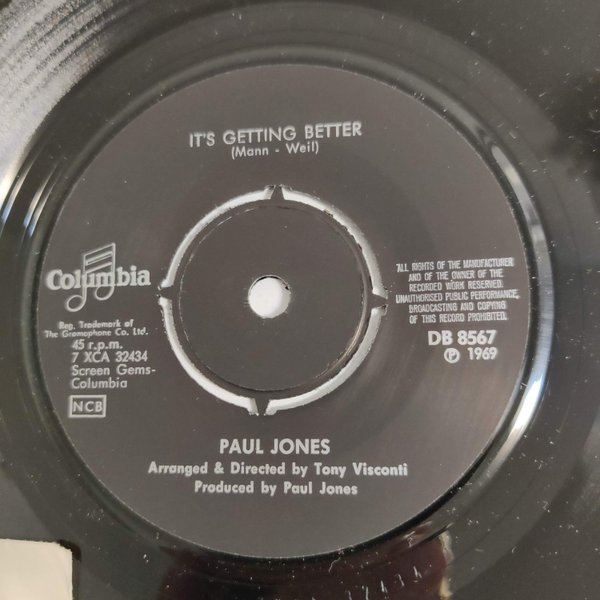 IT'S GETTING BETTER
(Mann - Weil)
Columbia
Reg. Trademark of
The Gramophone Co. Ltd.
45 r.p.m.
7 XCA 32434
Screen Gems-
Columbia
NCB
ALL RIGHTS OF THE MANUFACTURER
AND OF THE OWNER OF THE
RECORDED WORK RESERVED.
UNAUTHORISED PUBLIC PERFORMANCE,
BROADCASTING AND COPYING
OF THIS RECORD PROHIBITED.
DB 8567
Ⓟ 1969
PAUL JONES
Arranged & Directed by Tony Visconti
Produced by Paul Jones